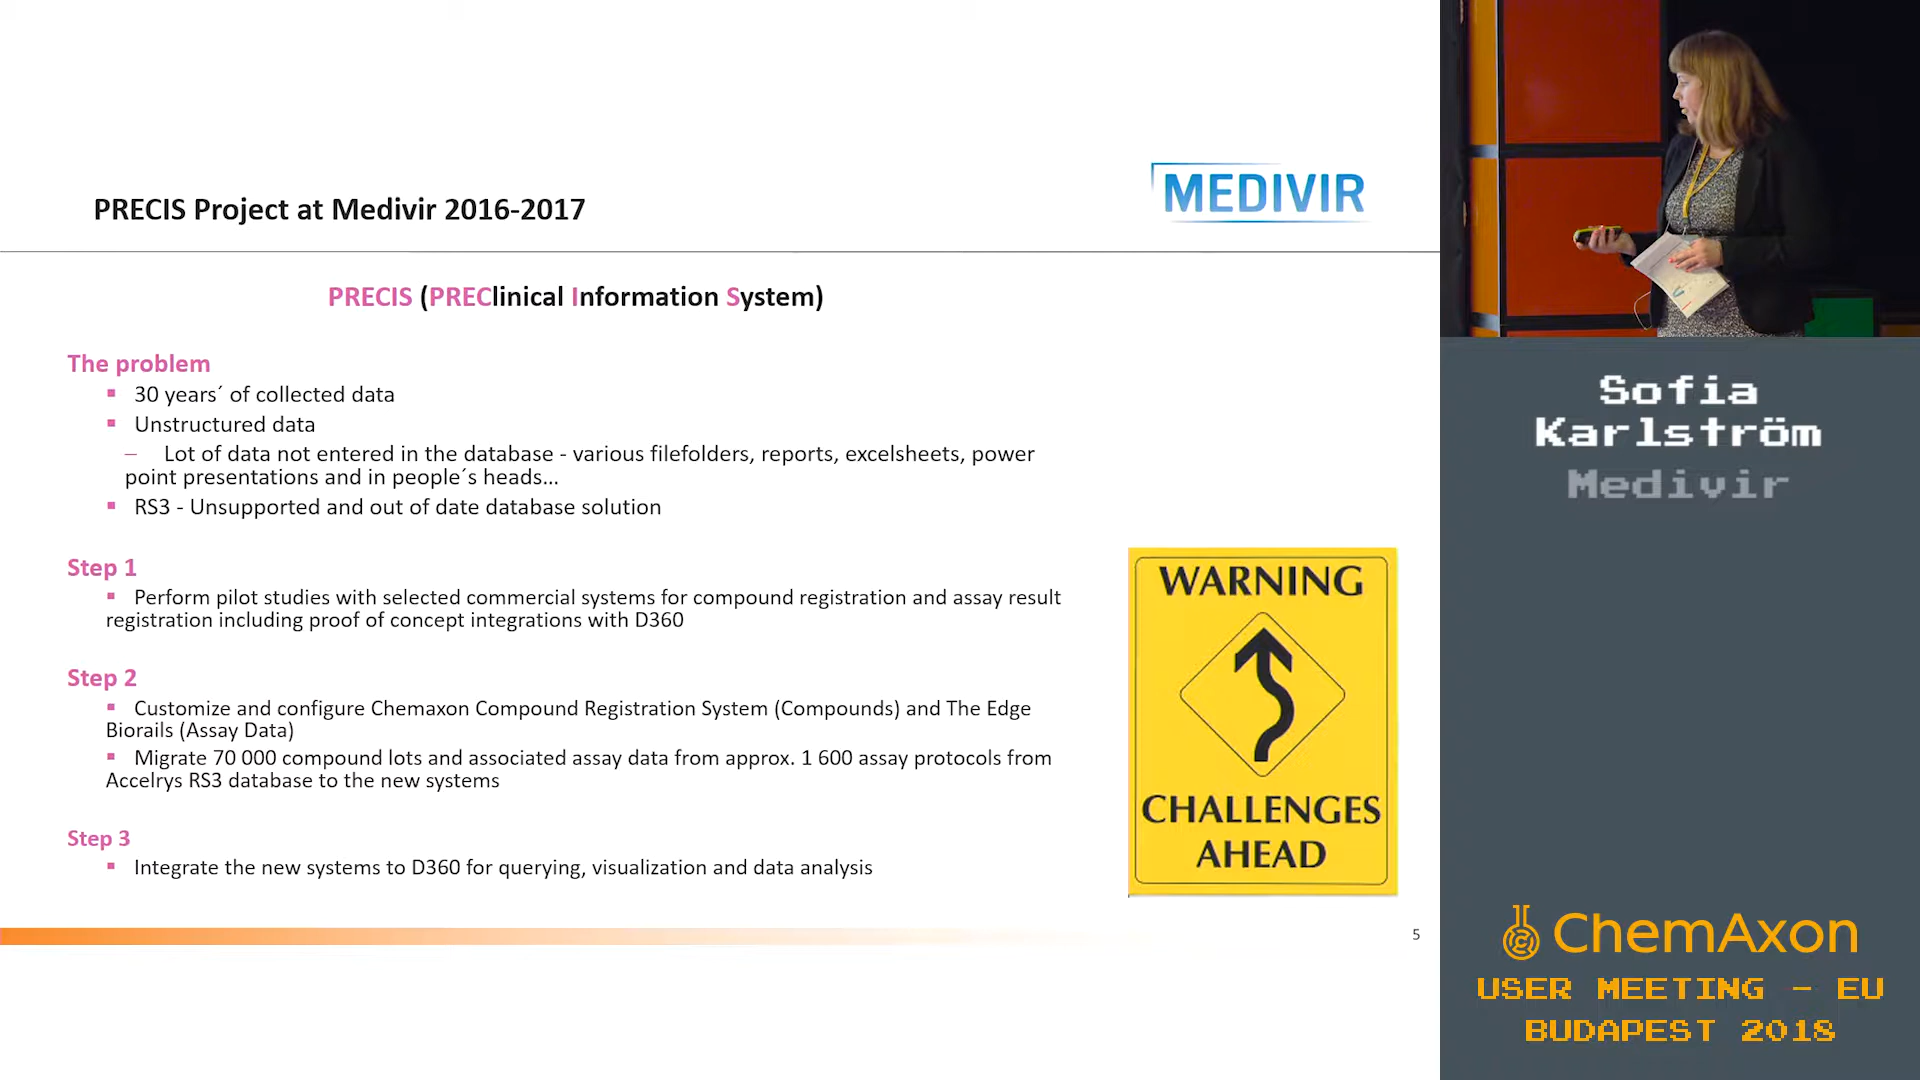 PRECIS Project at Medivir 2016-2017
MEDIVIR
PRECIS (PREClinical Information System)
The problem
▪ 30 years´ of collected data
▪ Unstructured data
– Lot of data not entered in the database - various filefolders, reports, excelsheets, power
point presentations and in people´s heads...
▪ RS3 - Unsupported and out of date database solution
Step 1
▪ Perform pilot studies with selected commercial systems for compound registration and assay result
registration including proof of concept integrations with D360
Step 2
▪ Customize and configure Chemaxon Compound Registration System (Compounds) and The Edge
Biorails (Assay Data)
▪ Migrate 70 000 compound lots and associated assay data from approx. 1 600 assay protocols from
Accelrys RS3 database to the new systems
Step 3
▪ Integrate the new systems to D360 for querying, visualization and data analysis
WARNING
CHALLENGES
AHEAD
5
Sofia
Karlström
Medivir
ChemAxon
USER MEETING - EU
BUDAPEST 2018